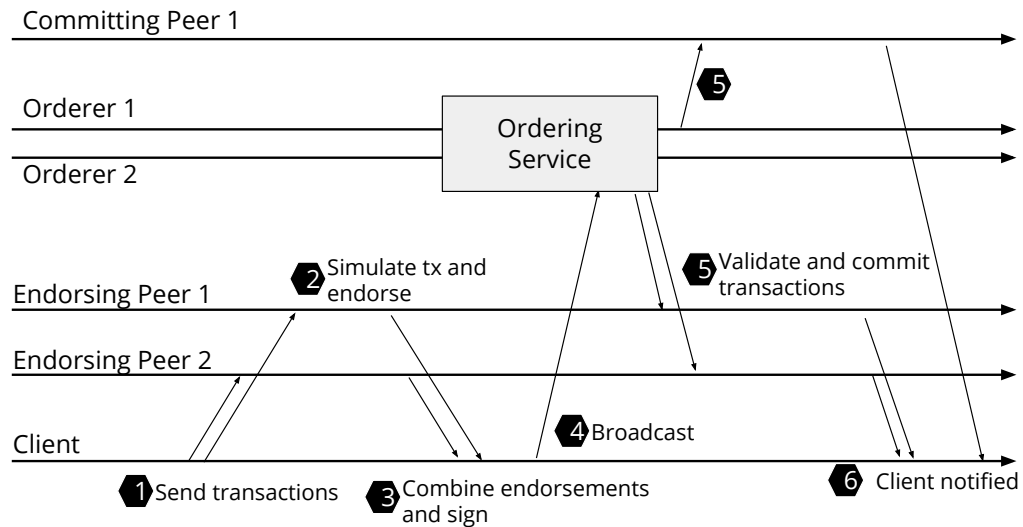 Committing Peer 1
5
Orderer 1
Ordering
Service
Orderer 2
2
Simulate tx and
endorse
5
Validate and commit
transactions
Endorsing Peer 1
Endorsing Peer 2
Client
4
Broadcast
1
Send transactions
3
Combine endorsements
and sign
6
Client notified